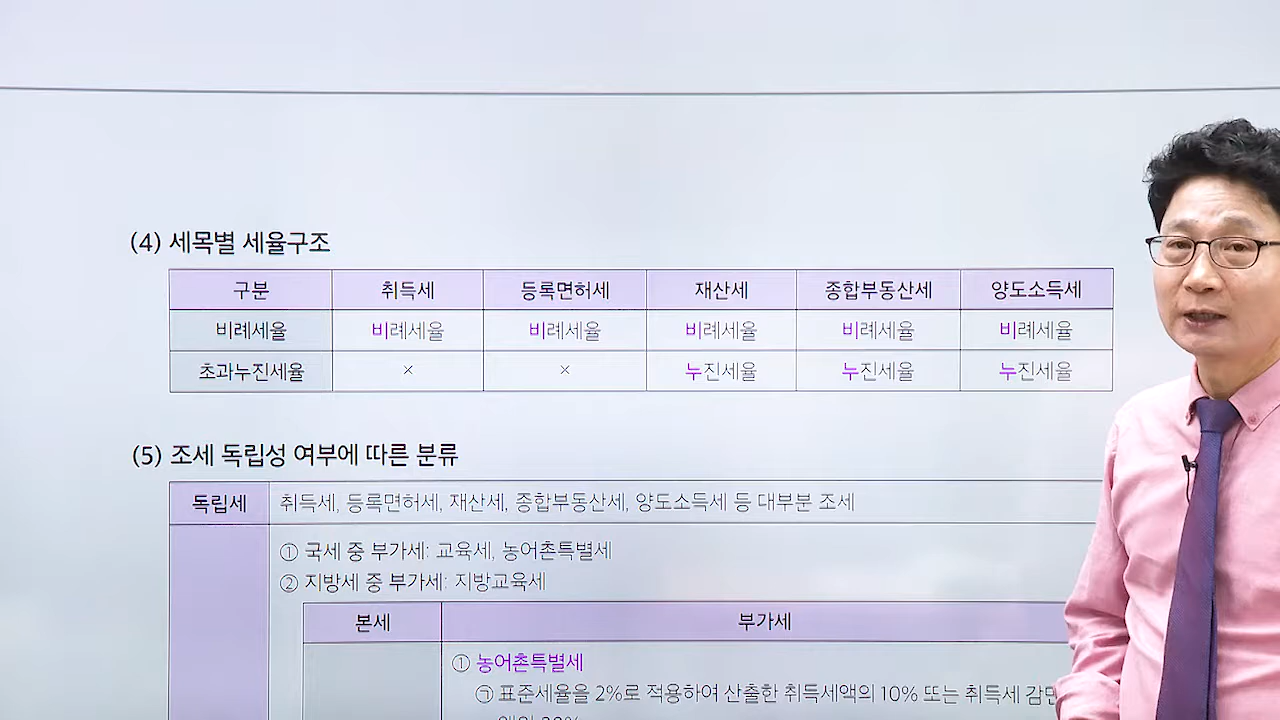 (4) 세목별 세율구조
구분 취득세 등록면허세 재산세 종합부동산세 양도소득세
비례세율 비례세율 비례세율 비례세율 비례세율 비례세율
초과누진세율 × × 누진세율 누진세율 누진세율
(5) 조세 독립성 여부에 따른 분류
독립세 취득세, 등록면허세, 재산세, 종합부동산세, 양도소득세 등 대부분 조세
① 국세 중 부가세: 교육세, 농어촌특별세
② 지방세 중 부가세: 지방교육세
본세 부가세
① 농어촌특별세
㉠ 표준세율을 2%로 적용하여 산출한 취득세액의 10% 또는 취득세 감면